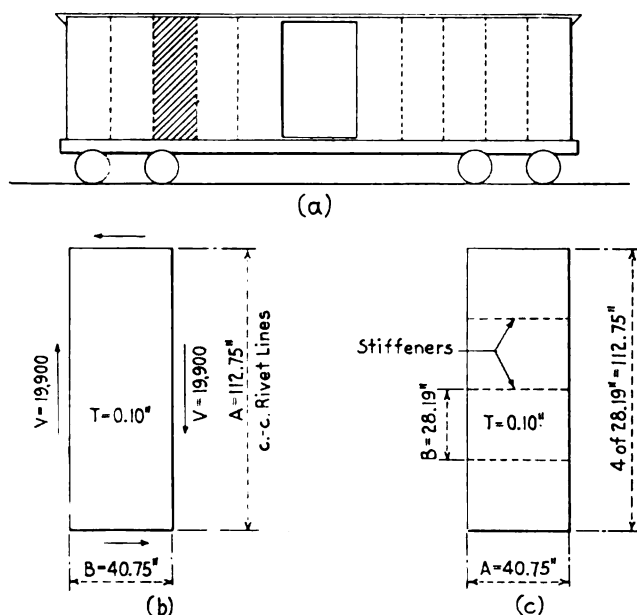 (a)
V = 19,900
T = 0.10"
V = 19,900
A = 112.75"
c.-c. Rivet Lines
B = 40.75"
(b)
Stiffeners
B = 28.19"
T = 0.10"
4 of 28.19" = 112.75"
A = 40.75"
(c)